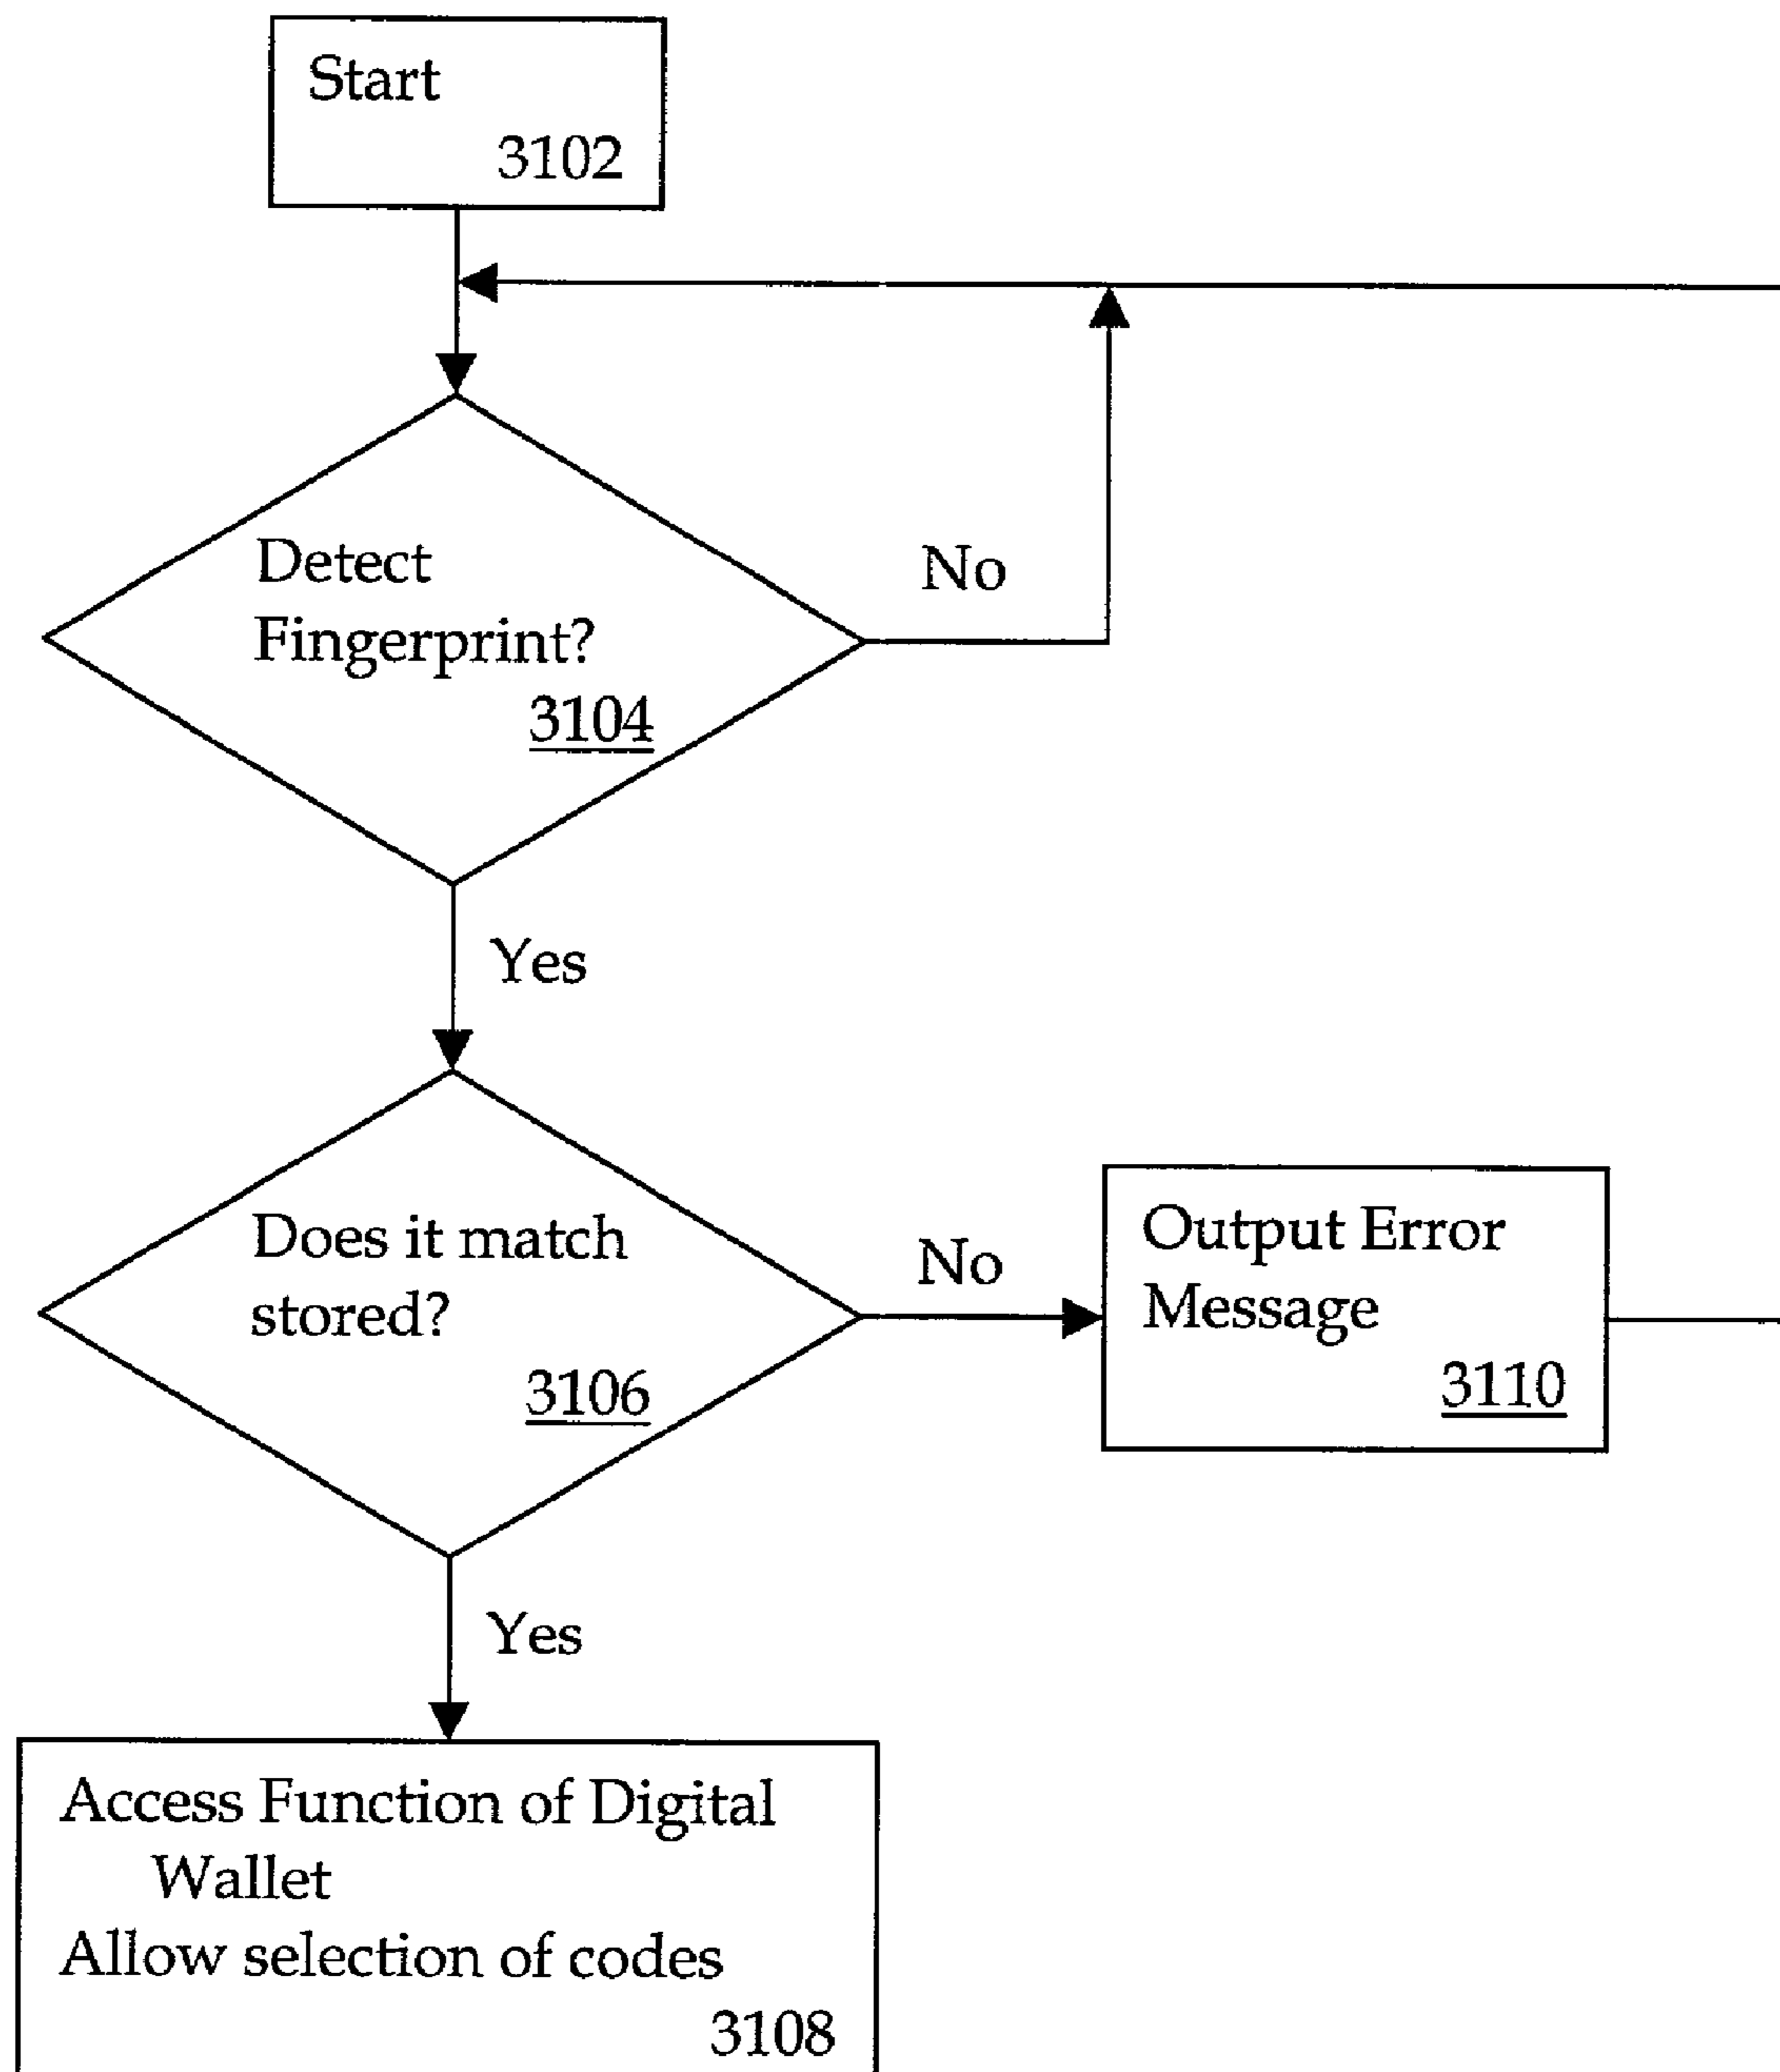 Start
3102
Detect
Fingerprint?
3104
No
Yes
Does it match
stored?
3106
No
Output Error
Message
3110
Yes
Access Function of Digital
Wallet
Allow selection of codes
3108